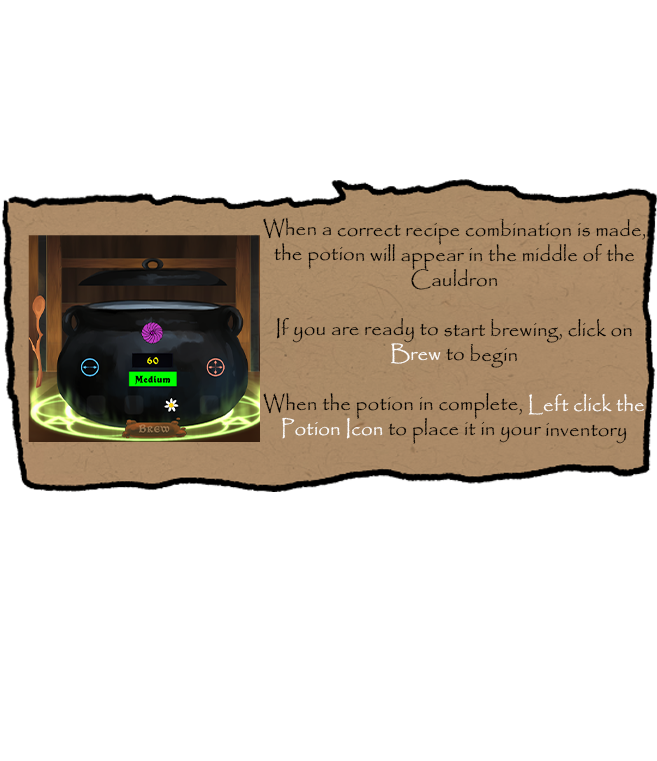 60
Medium
BREW
When a correct recipe combination is made,
the potion will appear in the middle of the
Cauldron
If you are ready to start brewing, click on
Brew to begin
When the potion in complete, Left click the
Potion Icon to place it in your inventory